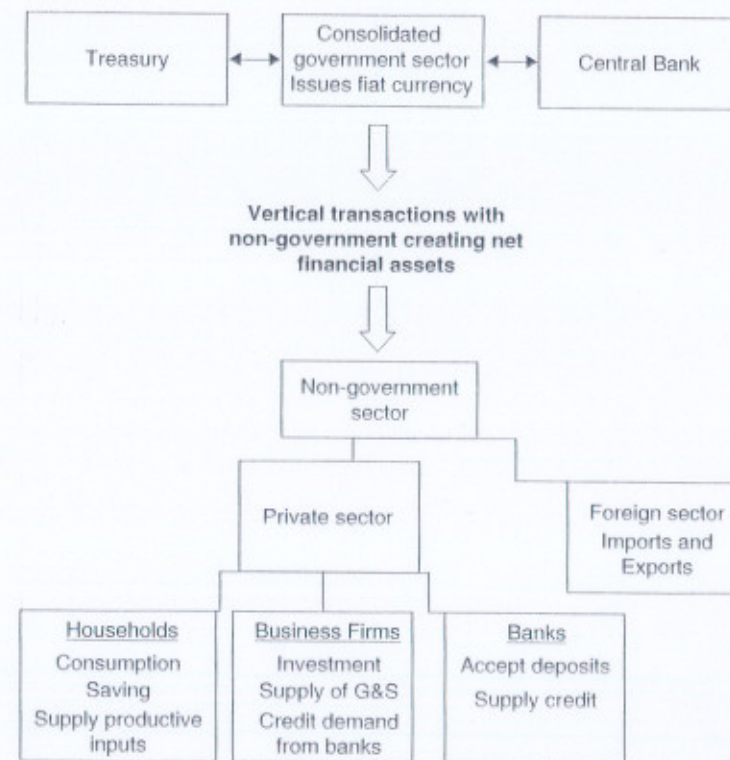 Treasury
Consolidated
government sector
Issues fiat currency
Central Bank
Vertical transactions with
non-government creating net
financial assets
Non-government
sector
Private sector
Foreign sector
Imports and
Exports
Households
Consumption
Saving
Supply productive
inputs
Business Firms
Investment
Supply of G&S
Credit demand
from banks
Banks
Accept deposits
Supply credit